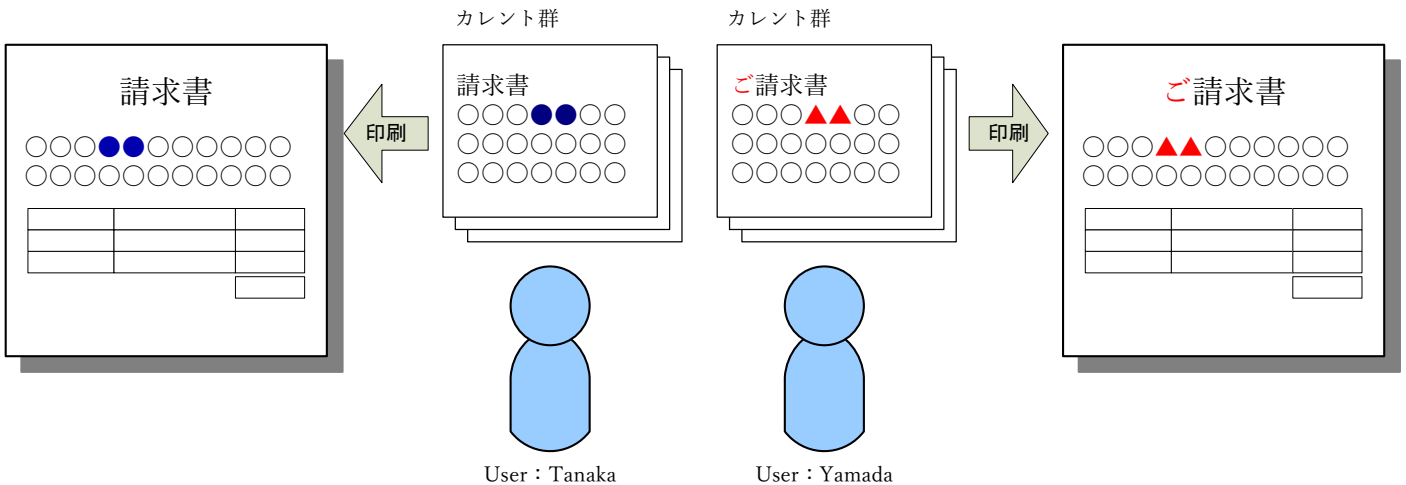 カレント群
カレント群
請求書
請求書
ご請求書
ご請求書
印刷
印刷
User：Tanaka
User：Yamada